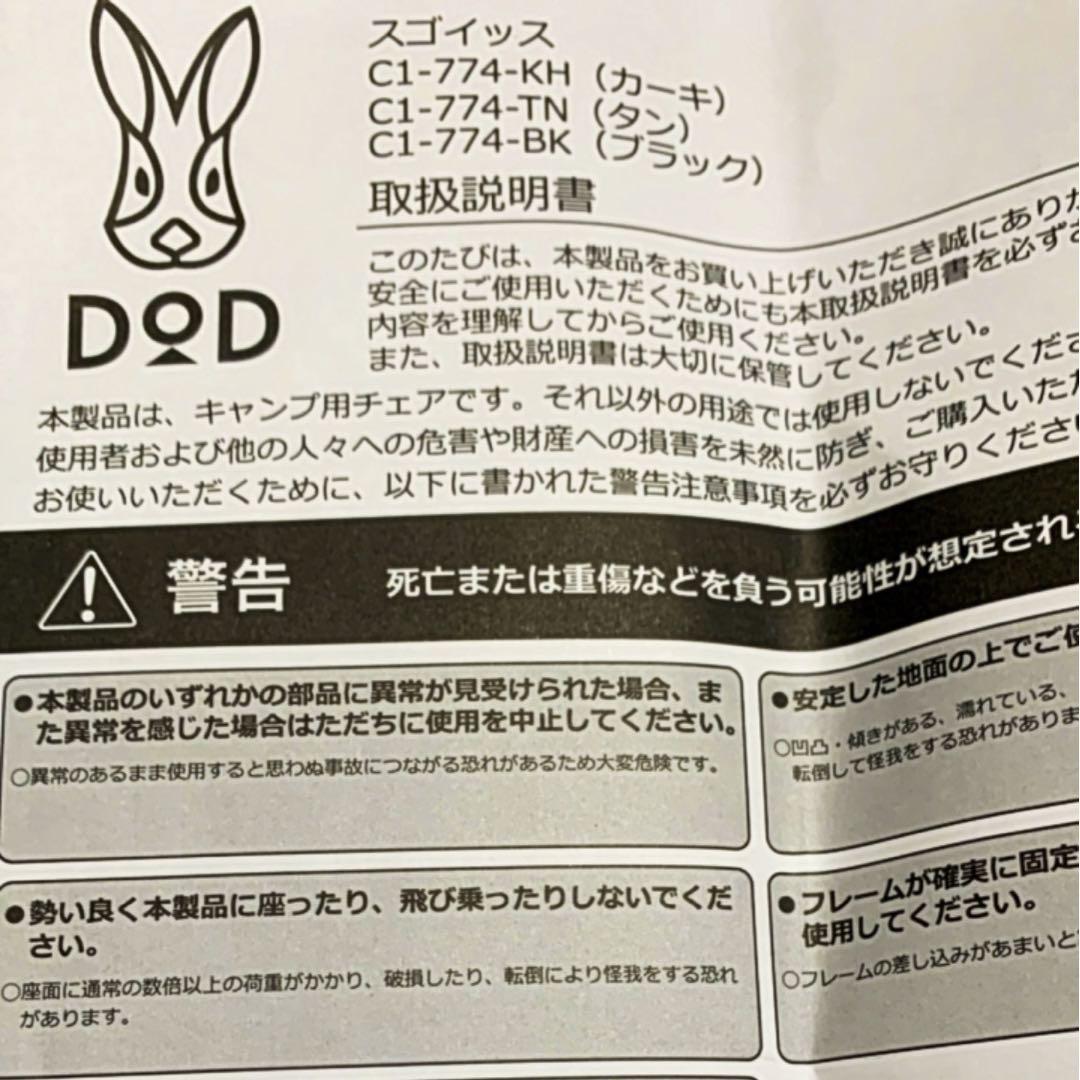 スゴイッス
C1-774-KH（カーキ）
C1-774-TN（タン）
C1-774-BK（ブラック）
取扱説明書
DOD
このたびは、本製品をお買い上げいただき誠にありが
安全にご使用いただくためにも本取扱説明書を必ずお
内容を理解してからご使用ください。
また、取扱説明書は大切に保管してください。
本製品は、キャンプ用チェアです。それ以外の用途では使用しないでくださ
使用者および他の人々への危害や財産への損害を未然に防ぎ、ご購入いただ
お使いいただくために、以下に書かれた警告注意事項を必ずお守りください
警告 死亡または重傷などを負う可能性が想定され
●本製品のいずれかの部品に異常が見受けられた場合、ま
た異常を感じた場合はただちに使用を中止してください。
○異常のあるまま使用すると思わぬ事故につながる恐れがあるため大変危険です。
●安定した地面の上でご使
○凹凸・傾きがある、濡れている、
転倒して怪我をする恐れがありま
●勢い良く本製品に座ったり、飛び乗ったりしないでくだ
さい。
○座面に通常の数倍以上の荷重がかかり、破損したり、転倒により怪我をする恐れ
があります。
●フレームが確実に固定
使用してください。
○フレームの差し込みがあまいと